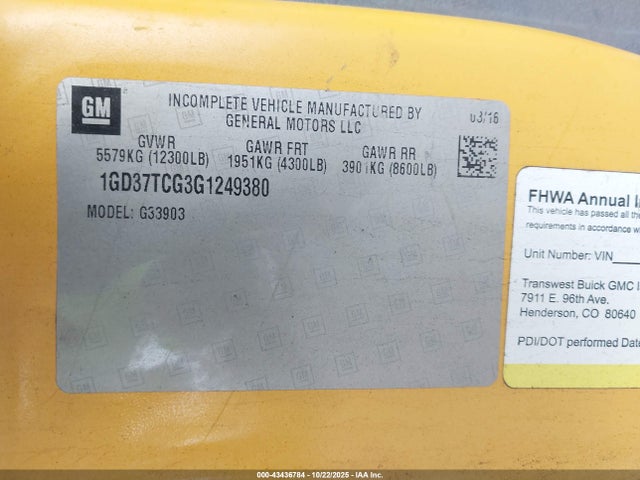 GM
INCOMPLETE VEHICLE MANUFACTURED BY
GENERAL MOTORS LLC
03/16
GVWR
5579KG (12300LB)
GAWR FRT
1951KG (4300LB)
GAWR RR
3901KG (8600LB)
1GD37TCG3G1249380
MODEL: G33903
FHWA Annual
This vehicle has passed all the
requirements in accordance
Unit Number: VIN
Transwest Buick GMC
7911 E. 96th Ave.
Henderson, CO 80640
PDI/DOT performed Date
000-43436784 - 10/22/2025 - IAA Inc.